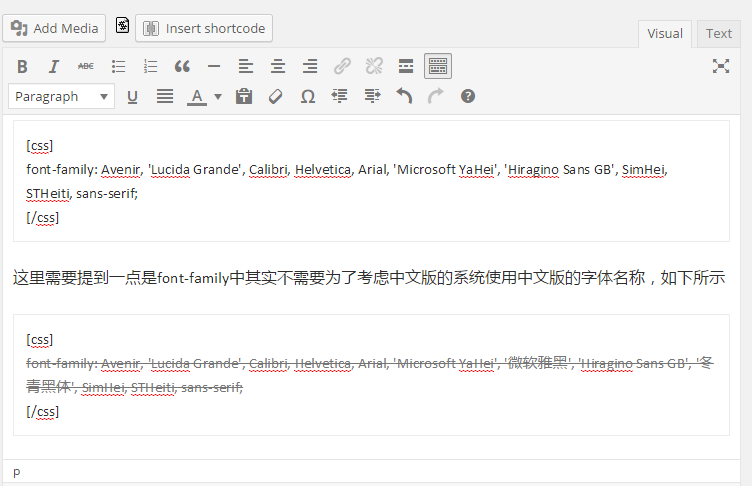 Add Media Insert shortcode Visual Text
B I ABC
Paragraph U A
[css]
font-family: Avenir, 'Lucida Grande', Calibri, Helvetica, Arial, 'Microsoft YaHei', 'Hiragino Sans GB', SimHei,
STHeiti, sans-serif;
[/css]
这里需要提到一点是font-family中其实不需要为了考虑中文版的系统使用中文版的字体名称，如下所示
[css]
font-family: Avenir, 'Lucida Grande', Calibri, Helvetica, Arial, 'Microsoft YaHei', '微软雅黑', 'Hiragino Sans GB', '冬
青黑体', SimHei, STHeiti, sans-serif;
[/css]
p